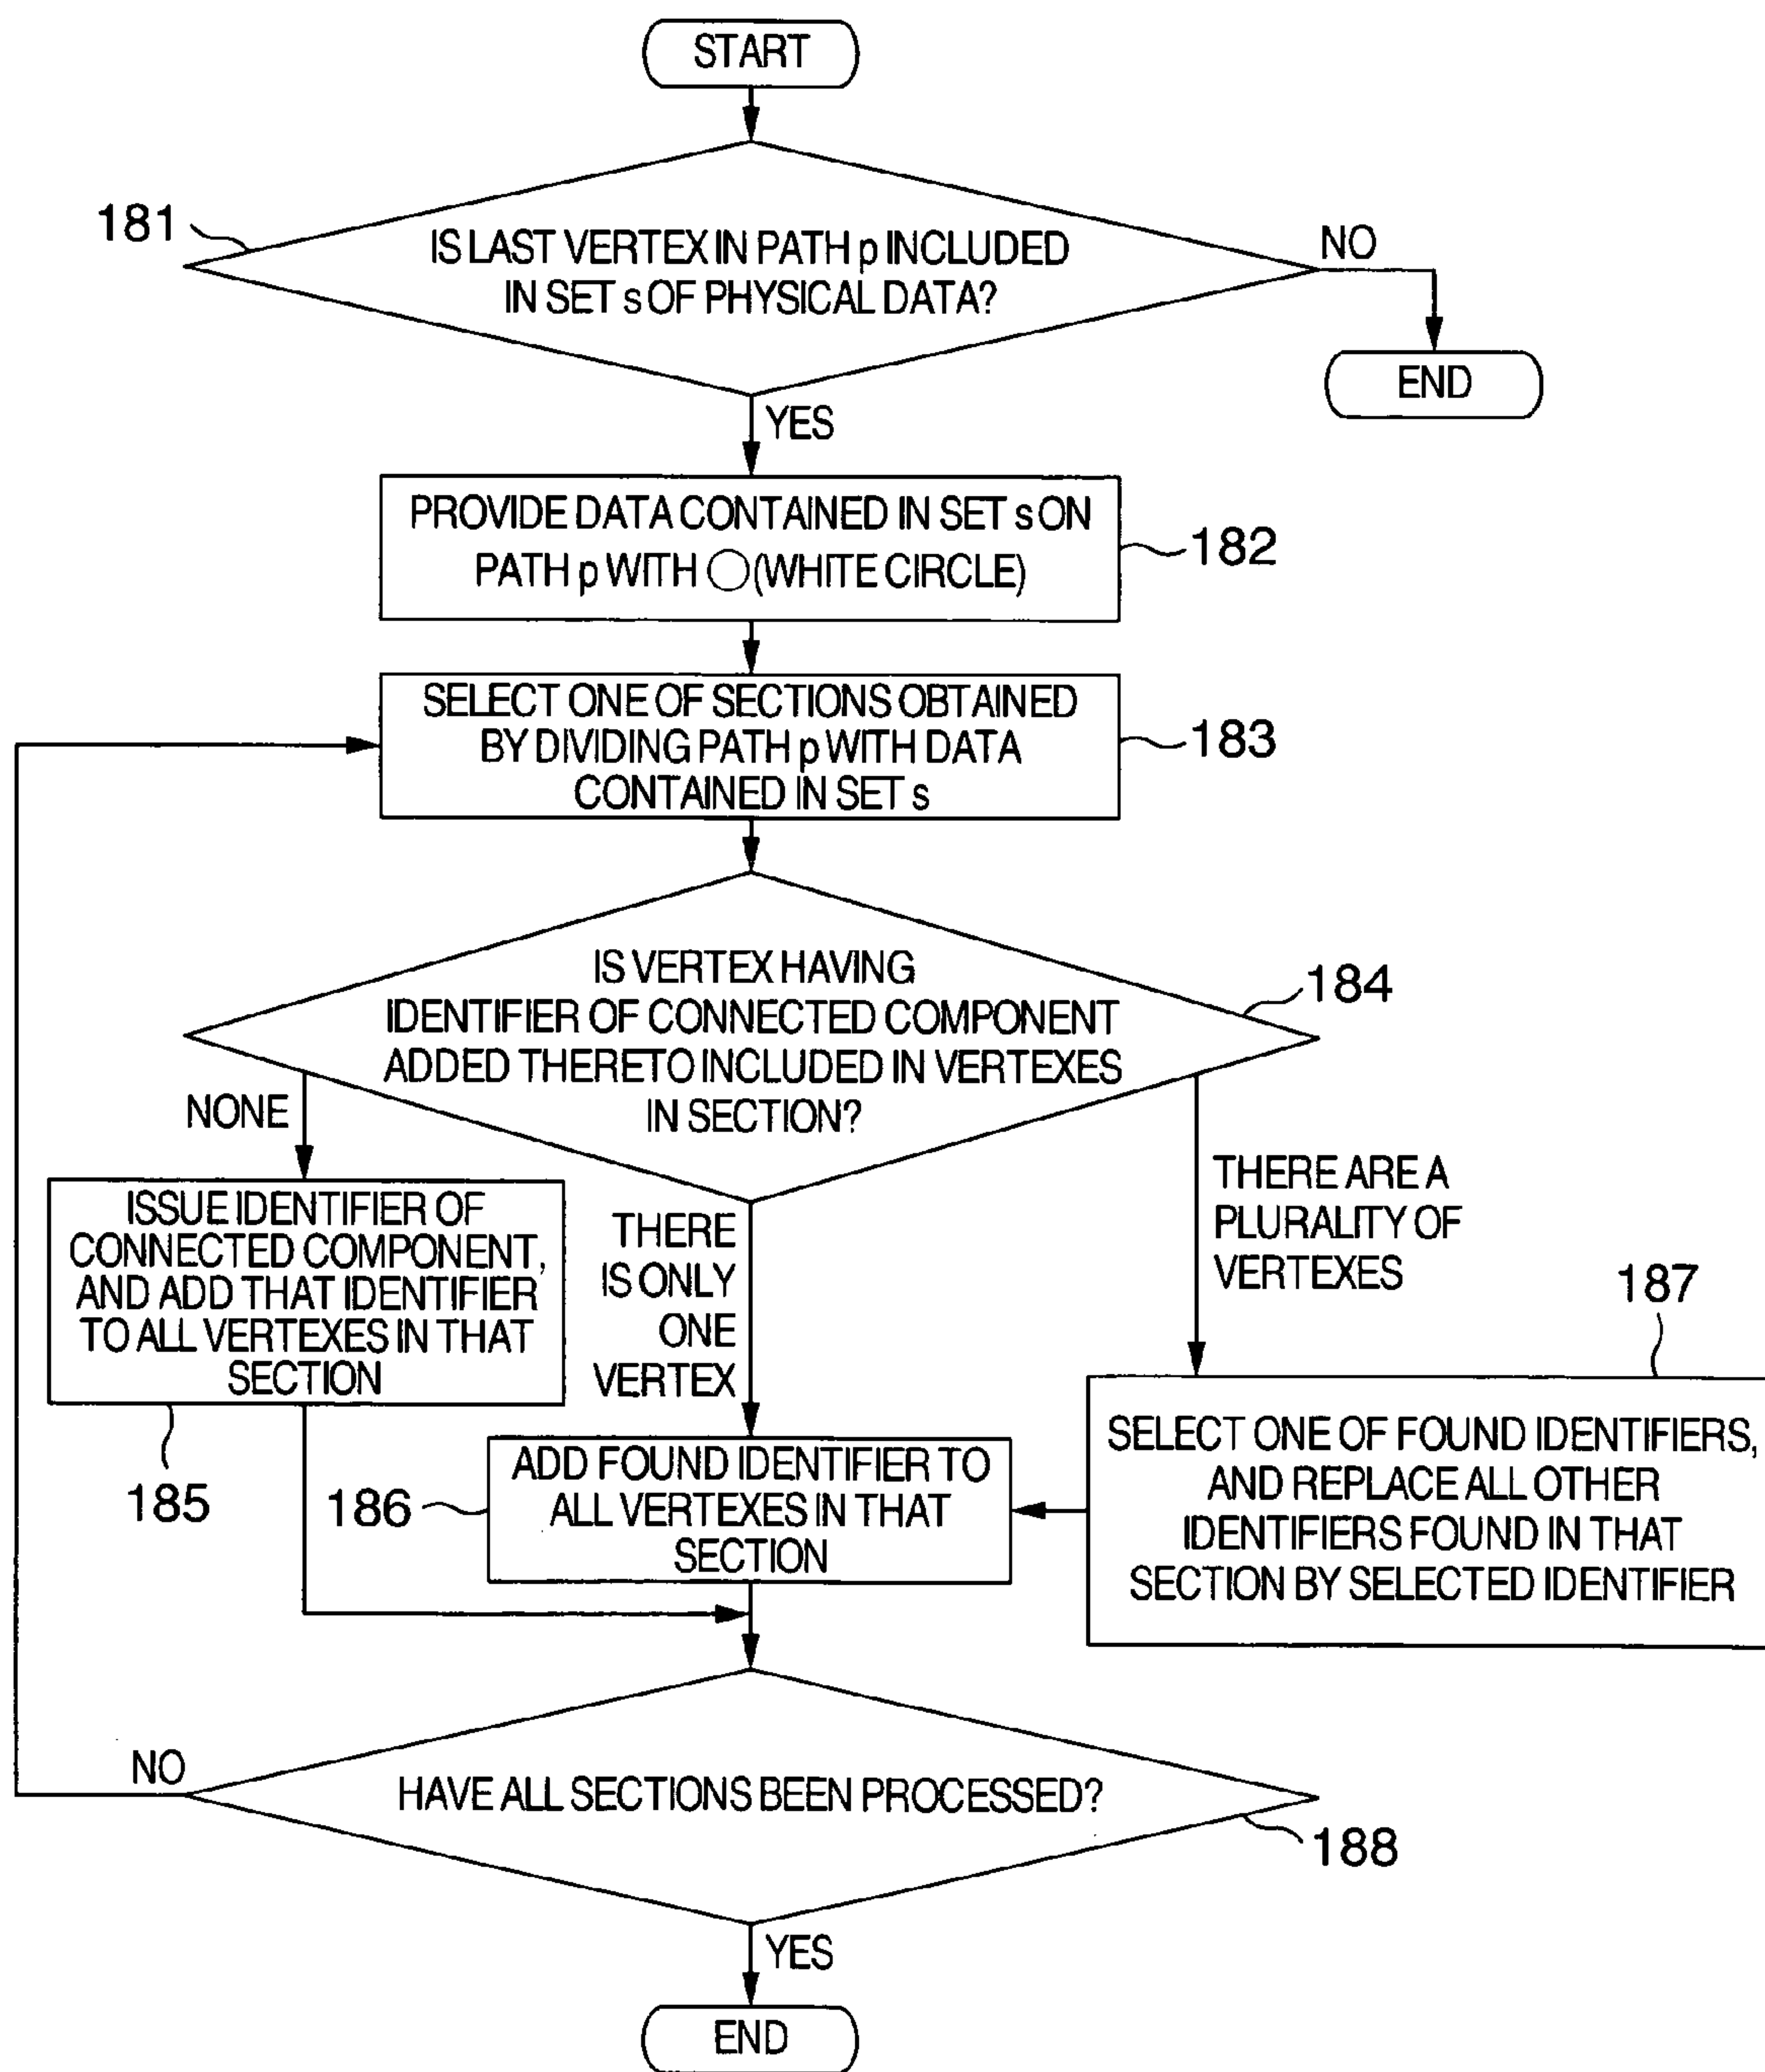 START
181
IS LAST VERTEX IN PATH p INCLUDED
IN SET s OF PHYSICAL DATA?
NO
END
YES
PROVIDE DATA CONTAINED IN SET s ON
PATH p WITH ○ (WHITE CIRCLE)
182
SELECT ONE OF SECTIONS OBTAINED
BY DIVIDING PATH p WITH DATA
CONTAINED IN SET s
183
IS VERTEX HAVING
IDENTIFIER OF CONNECTED COMPONENT
ADDED THERETO INCLUDED IN VERTEXES
IN SECTION?
184
NONE
ISSUE IDENTIFIER OF
CONNECTED COMPONENT,
AND ADD THAT IDENTIFIER
TO ALL VERTEXES IN THAT
SECTION
185
THERE
IS ONLY
ONE
VERTEX
THERE ARE A
PLURALITY OF
VERTEXES
187
ADD FOUND IDENTIFIER TO
ALL VERTEXES IN THAT
SECTION
186
SELECT ONE OF FOUND IDENTIFIERS,
AND REPLACE ALL OTHER
IDENTIFIERS FOUND IN THAT
SECTION BY SELECTED IDENTIFIER
NO
HAVE ALL SECTIONS BEEN PROCESSED?
188
YES
END